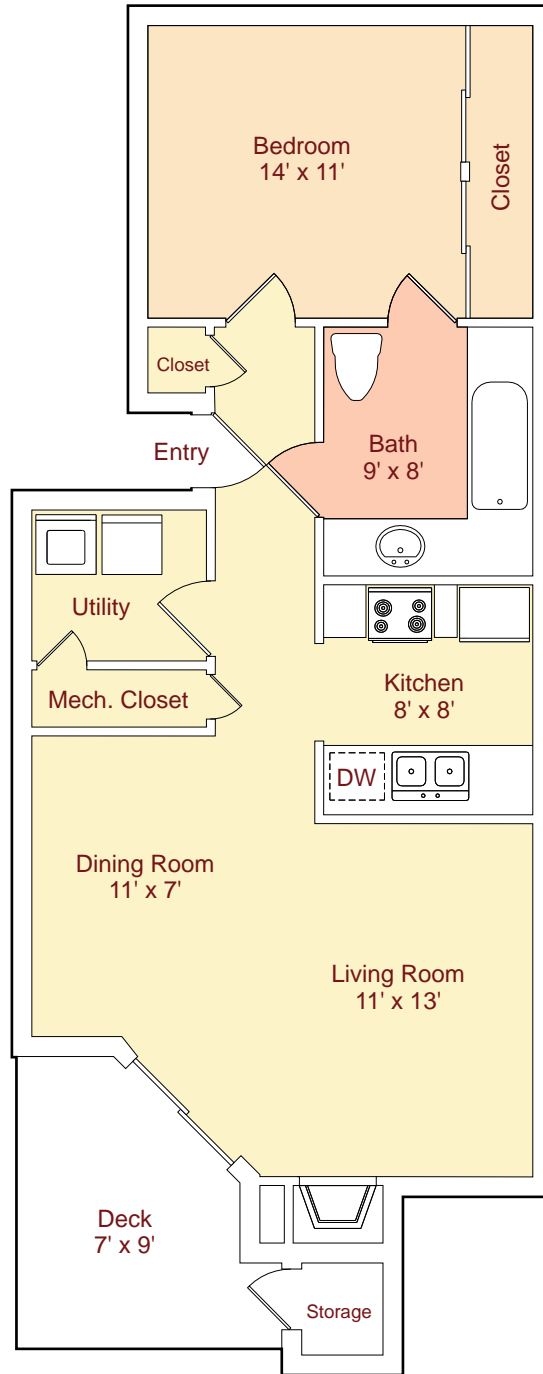 Bedroom
14' x 11'
Closet
Closet
Entry
Bath
9' x 8'
Utility
Mech. Closet
Kitchen
8' x 8'
DW
Dining Room
11' x 7'
Living Room
11' x 13'
Deck
7' x 9'
Storage